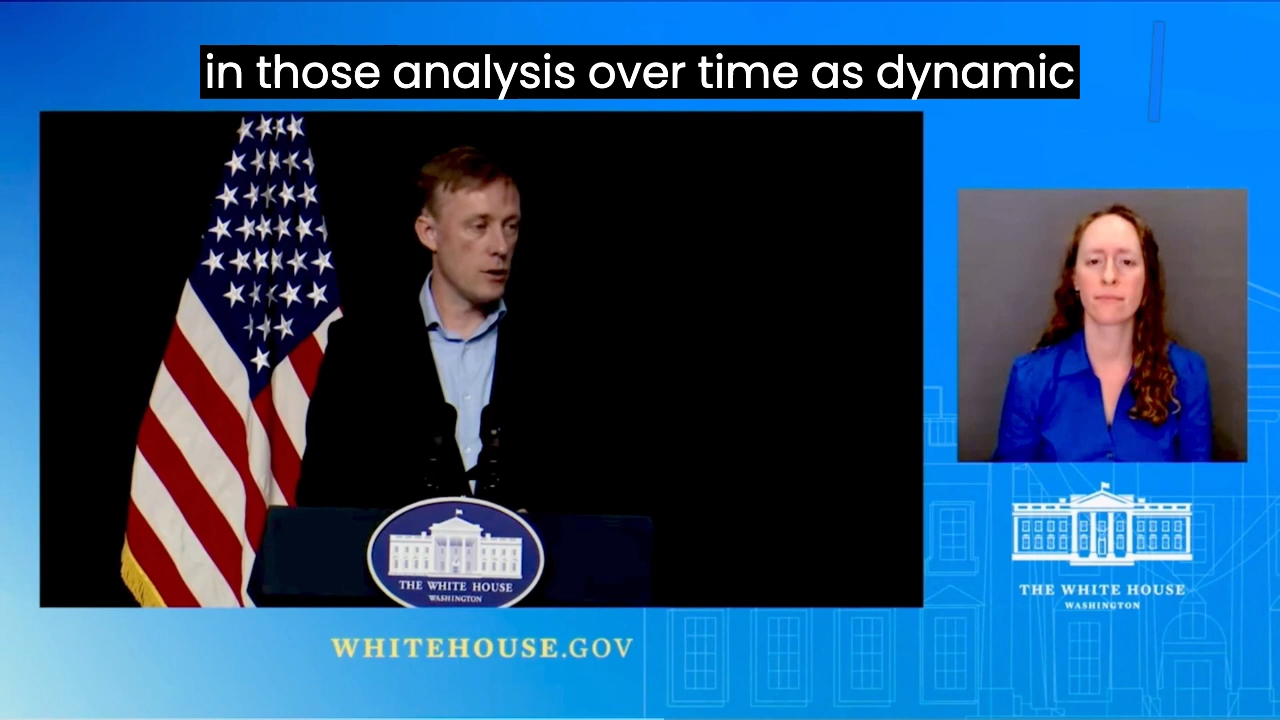 in those analysis over time as dynamic
THE WHITE HOUSE
WASHINGTON
THE WHITE HOUSE
WASHINGTON
WHITEHOUSE.GOV